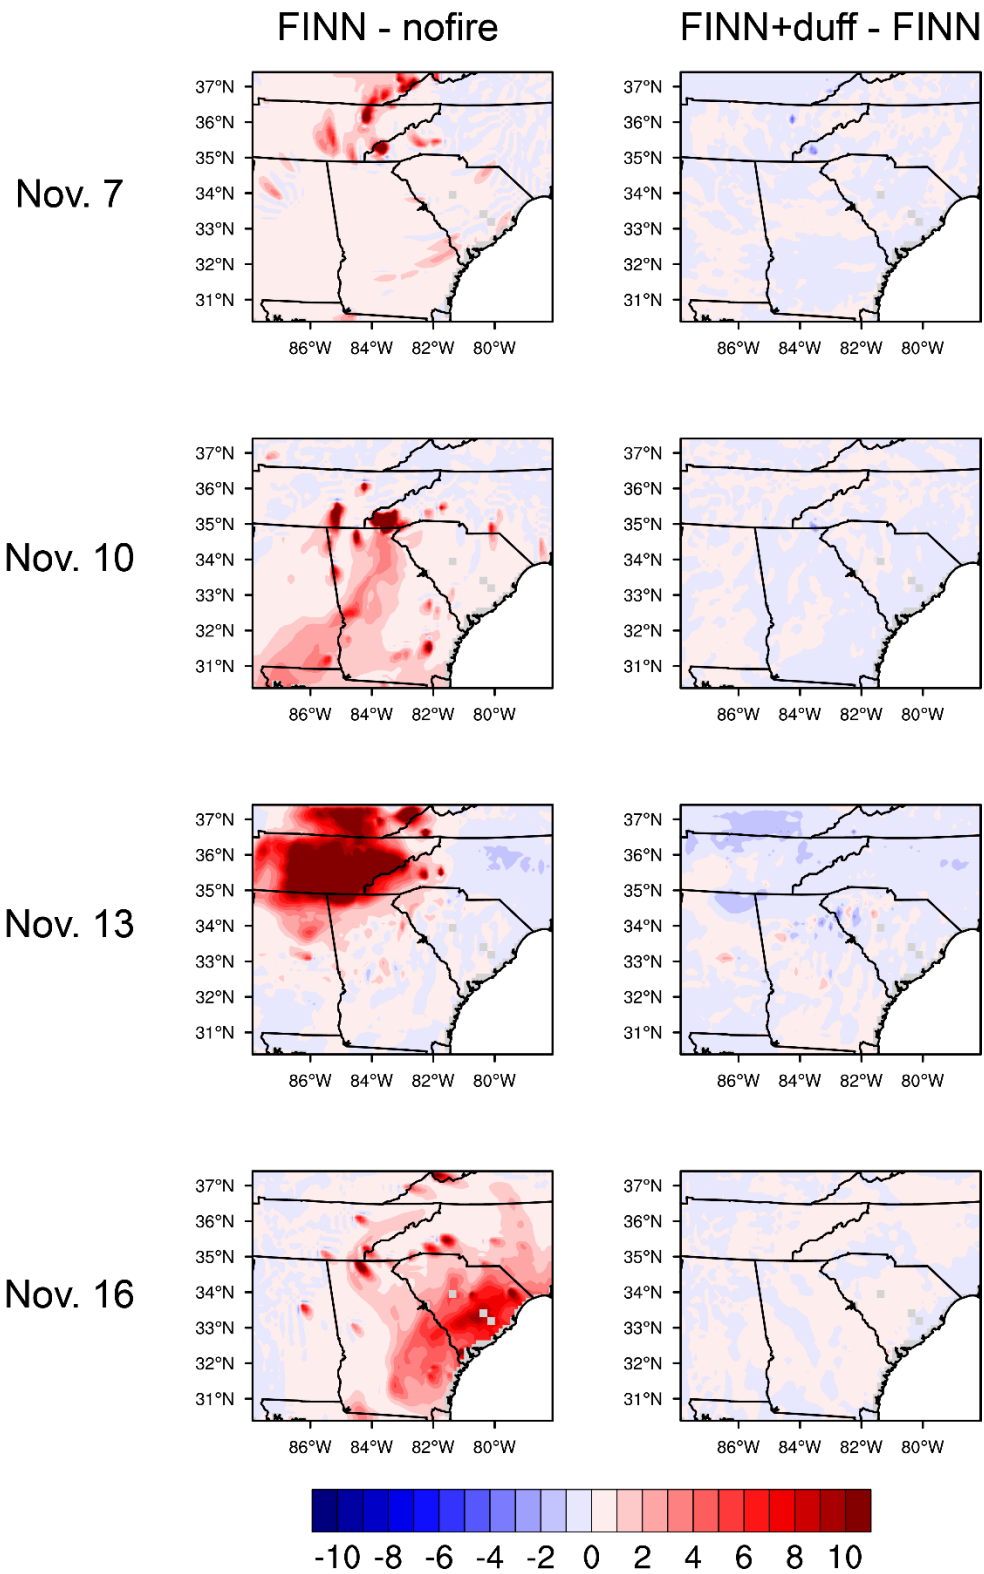 FINN - nofire FINN+duff - FINN
Nov. 7
37°N
36°N
35°N
34°N
33°N
32°N
31°N
86°W 84°W 82°W 80°W
37°N
36°N
35°N
34°N
33°N
32°N
31°N
86°W 84°W 82°W 80°W
Nov. 10
37°N
36°N
35°N
34°N
33°N
32°N
31°N
86°W 84°W 82°W 80°W
37°N
36°N
35°N
34°N
33°N
32°N
31°N
86°W 84°W 82°W 80°W
Nov. 13
37°N
36°N
35°N
34°N
33°N
32°N
31°N
86°W 84°W 82°W 80°W
37°N
36°N
35°N
34°N
33°N
32°N
31°N
86°W 84°W 82°W 80°W
Nov. 16
37°N
36°N
35°N
34°N
33°N
32°N
31°N
86°W 84°W 82°W 80°W
37°N
36°N
35°N
34°N
33°N
32°N
31°N
86°W 84°W 82°W 80°W
-10 -8 -6 -4 -2 0 2 4 6 8 10